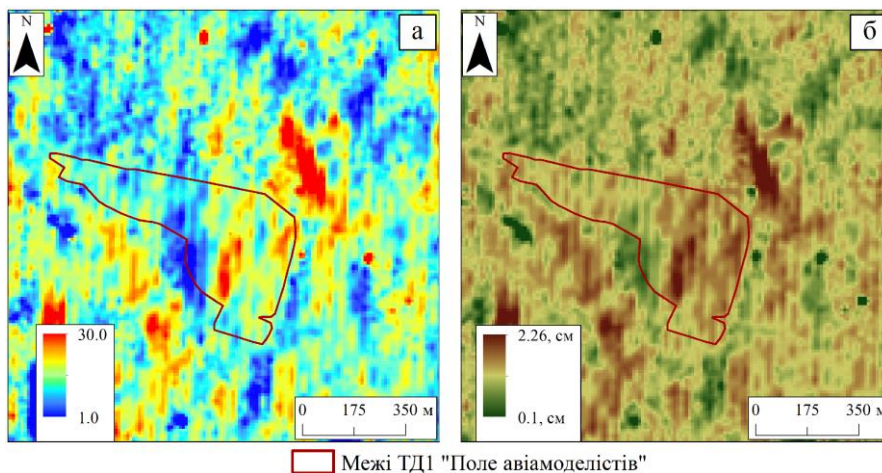 N
а
30.0
1.0
0 175 350 м
N
б
2.26, см
0.1, см
0 175 350 м
Межі ТД1 "Поле авіамоделістів"